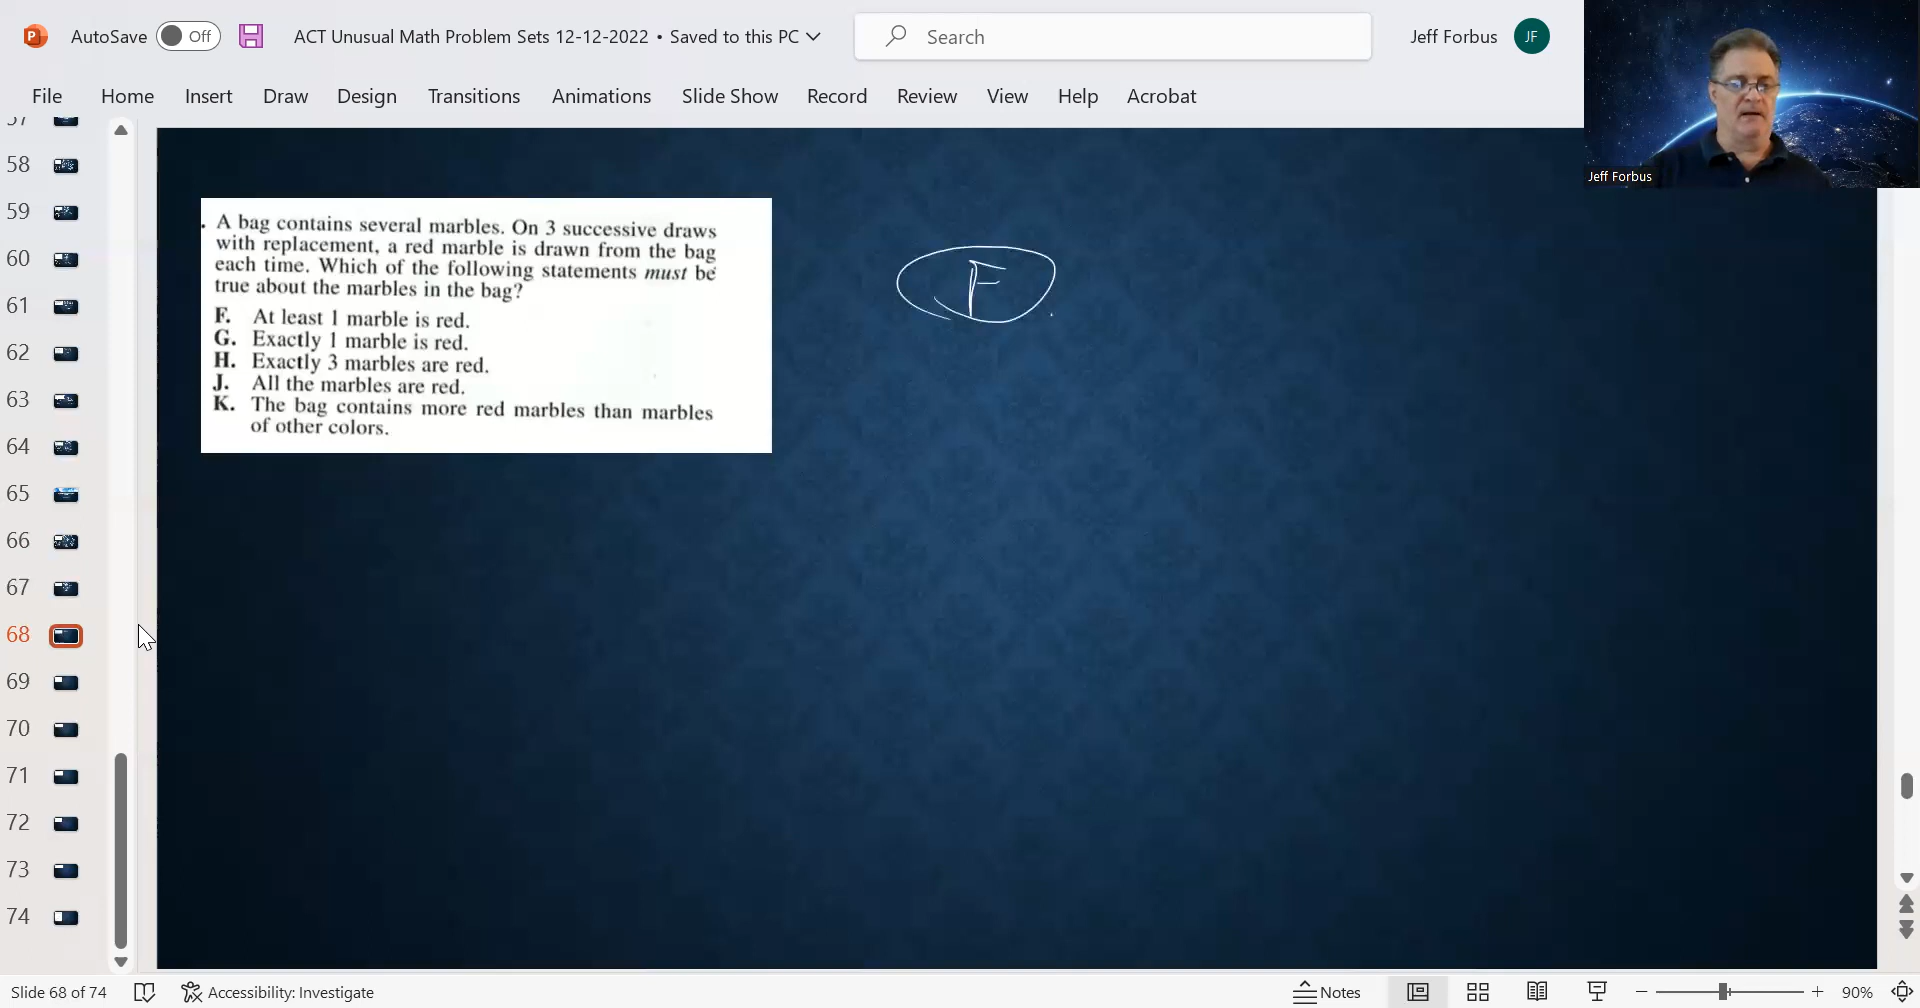 AutoSave Off ACT Unusual Math Problem Sets 12-12-2022 • Saved to this PC Search Jeff Forbus JF
File Home Insert Draw Design Transitions Animations Slide Show Record Review View Help Acrobat
Jeff Forbus
57
58
59
60
61
62
63
64
65
66
67
68
69
70
71
72
73
74
. A bag contains several marbles. On 3 successive draws
with replacement, a red marble is drawn from the bag
each time. Which of the following statements must be
true about the marbles in the bag?
F. At least 1 marble is red.
G. Exactly 1 marble is red.
H. Exactly 3 marbles are red.
J. All the marbles are red.
K. The bag contains more red marbles than marbles
of other colors.
F
Slide 68 of 74 Accessibility: Investigate Notes 90%